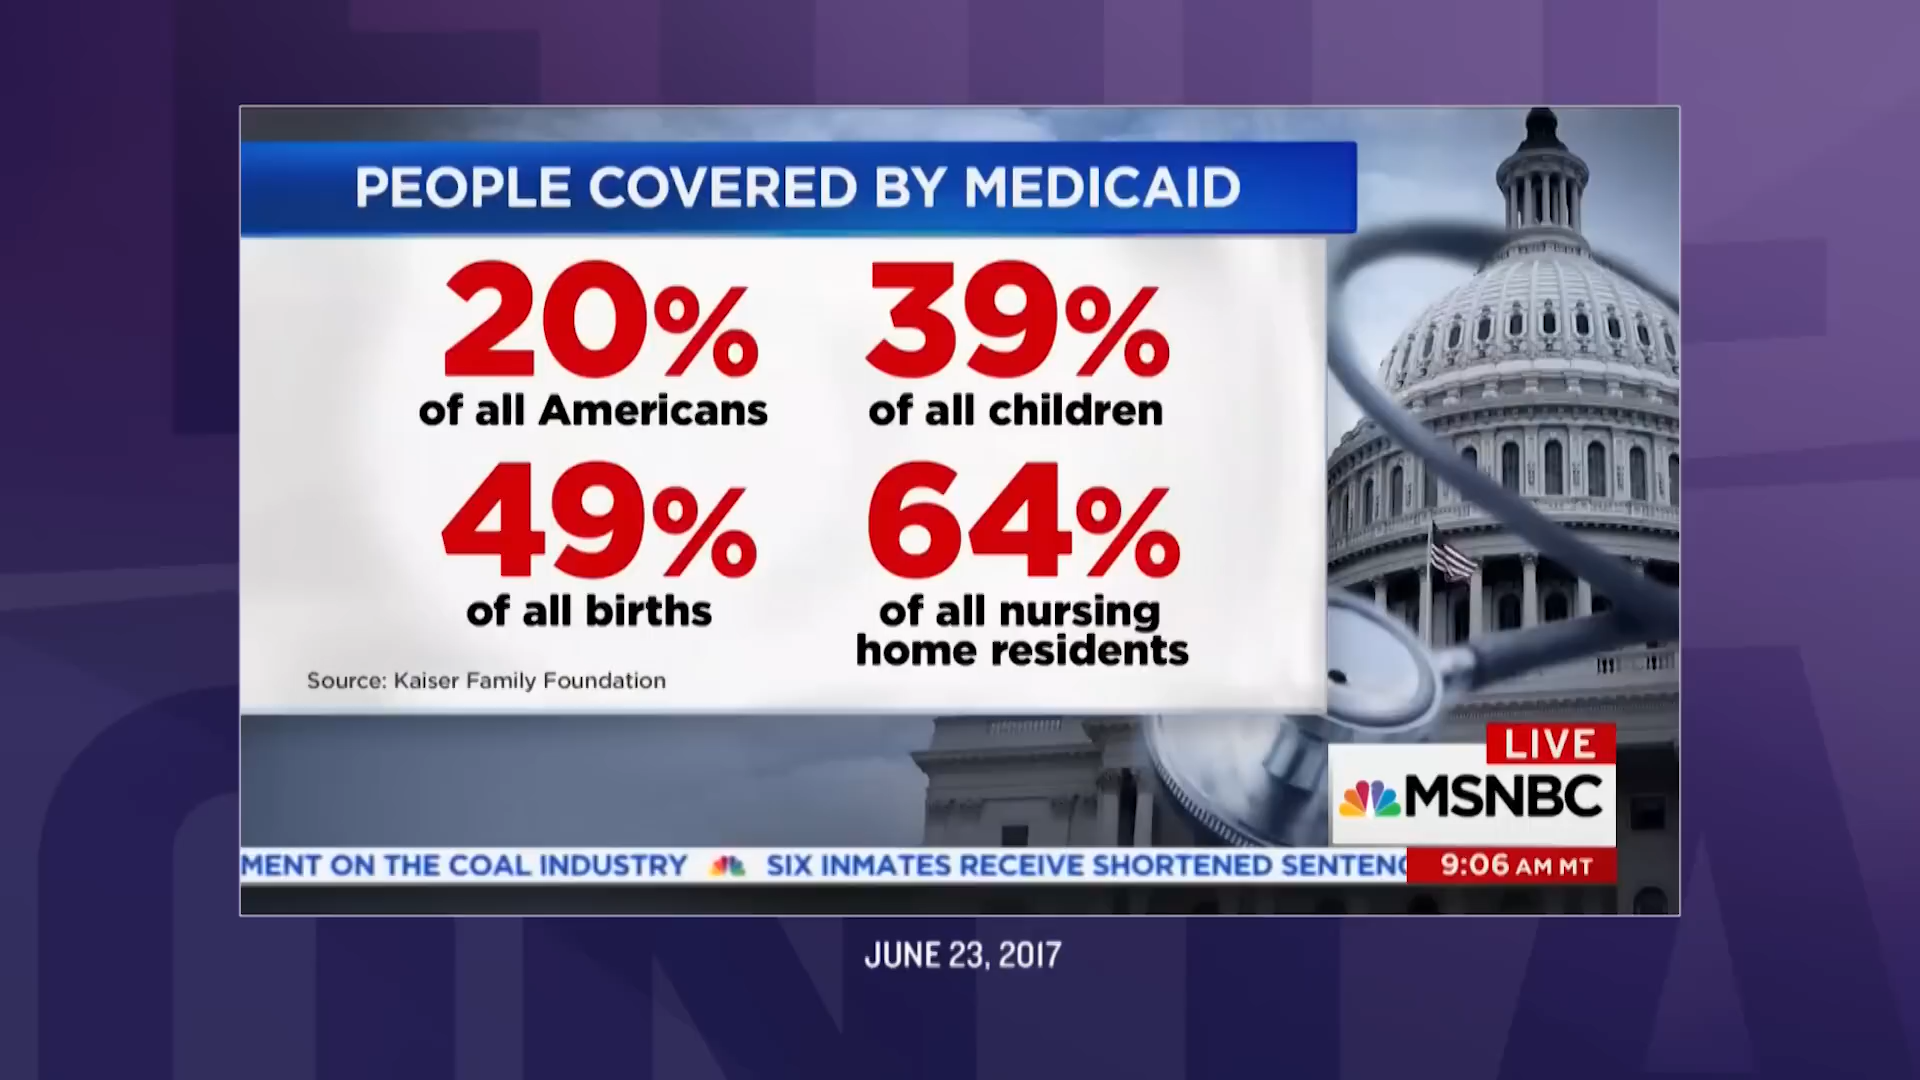 PEOPLE COVERED BY MEDICAID
20%
of all Americans
39%
of all children
49%
of all births
64%
of all nursing
home residents
Source: Kaiser Family Foundation
LIVE
MSNBC
MENT ON THE COAL INDUSTRY SIX INMATES RECEIVE SHORTENED SENTENC
9:06 AM MT
JUNE 23, 2017